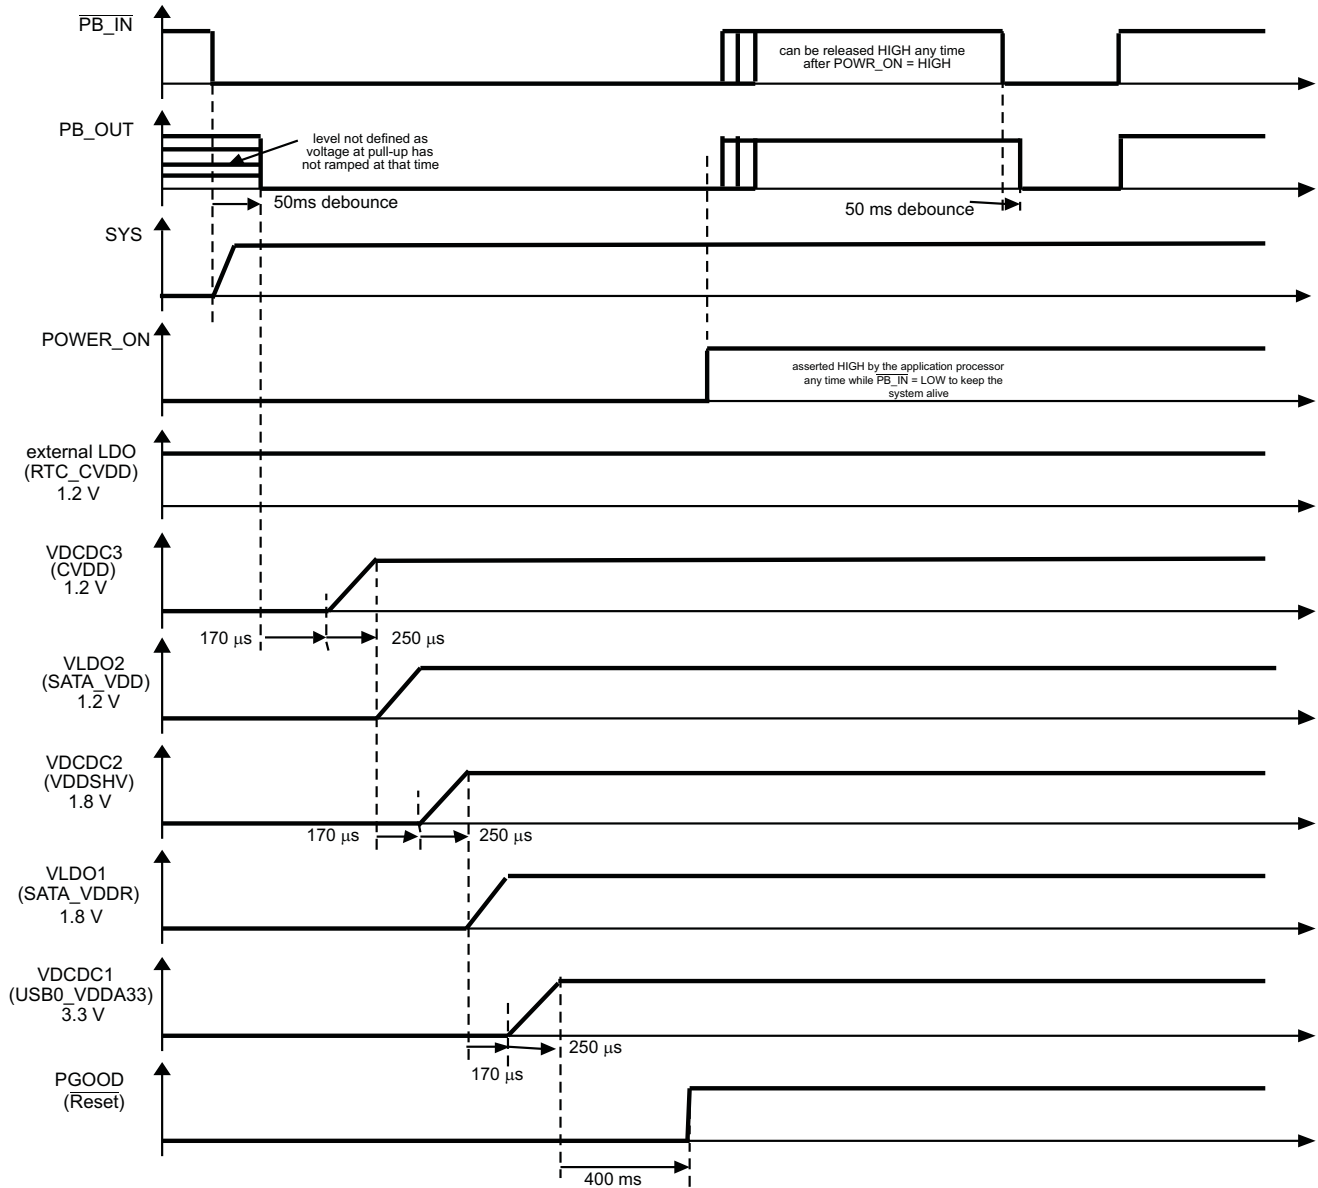 PB_IN
can be released HIGH any time
after POWR_ON = HIGH
PB_OUT
level not defined as
voltage at pull-up has
not ramped at that time
50ms debounce
50 ms debounce
SYS
POWER_ON
asserted HIGH by the application processor
any time while PB_IN = LOW to keep the
system alive
external LDO
(RTC_CVDD)
1.2 V
VDCDC3
(CVDD)
1.2 V
170 μs
250 μs
VLDO2
(SATA_VDD)
1.2 V
VDCDC2
(VDDSHV)
1.8 V
170 μs
250 μs
VLDO1
(SATA_VDDR)
1.8 V
VDCDC1
(USB0_VDDA33)
3.3 V
250 μs
170 μs
PGOOD
(Reset)
400 ms